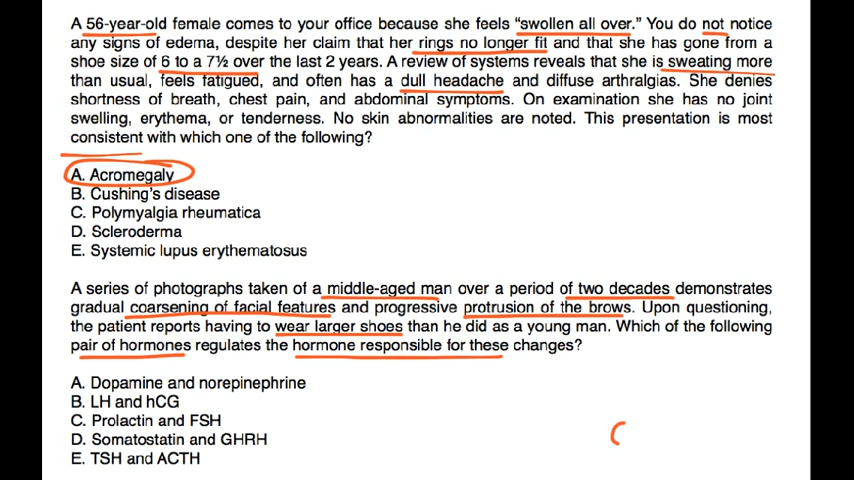 A 56-year-old female comes to your office because she feels “swollen all over.” You do not notice
any signs of edema, despite her claim that her rings no longer fit and that she has gone from a
shoe size of 6 to a 7½ over the last 2 years. A review of systems reveals that she is sweating more
than usual, feels fatigued, and often has a dull headache and diffuse arthralgias. She denies
shortness of breath, chest pain, and abdominal symptoms. On examination she has no joint
swelling, erythema, or tenderness. No skin abnormalities are noted. This presentation is most
consistent with which one of the following?
A. Acromegaly
B. Cushing’s disease
C. Polymyalgia rheumatica
D. Scleroderma
E. Systemic lupus erythematosus
A series of photographs taken of a middle-aged man over a period of two decades demonstrates
gradual coarsening of facial features and progressive protrusion of the brows. Upon questioning,
the patient reports having to wear larger shoes than he did as a young man. Which of the following
pair of hormones regulates the hormone responsible for these changes?
A. Dopamine and norepinephrine
B. LH and hCG
C. Prolactin and FSH
D. Somatostatin and GHRH
E. TSH and ACTH